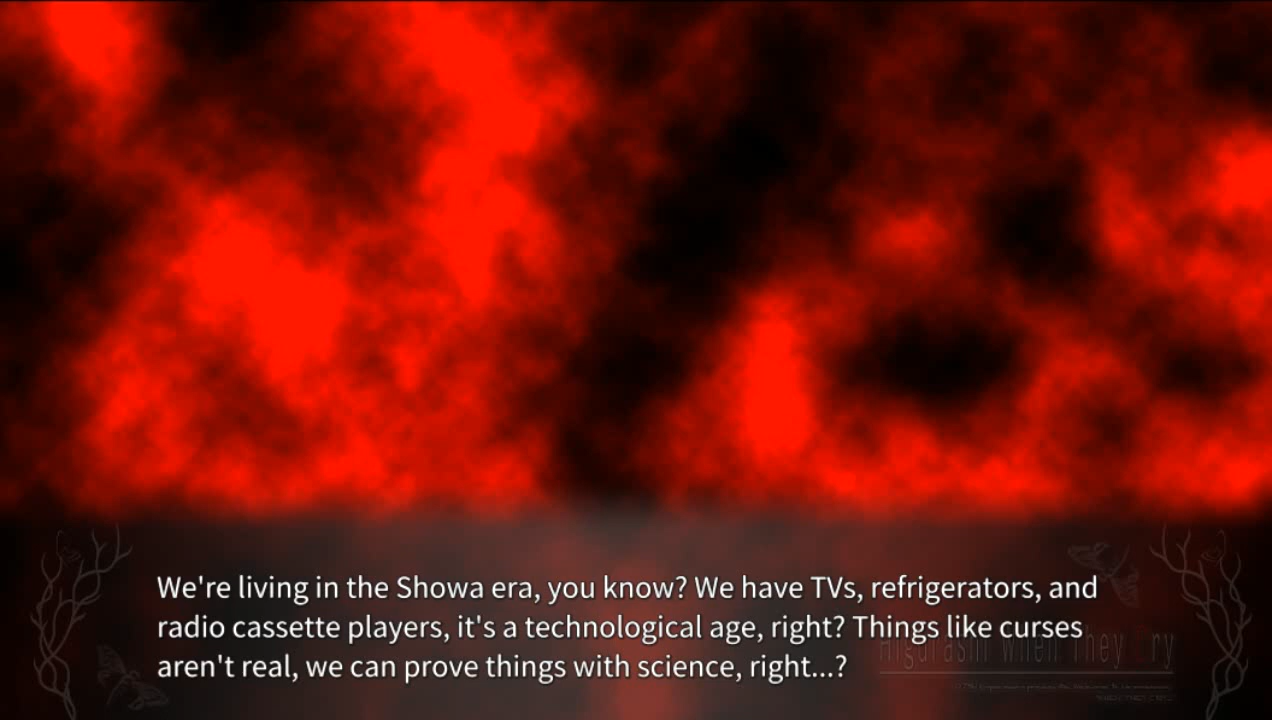 We're living in the Showa era, you know? We have TVs, refrigerators, and
radio cassette players, it's a technological age, right? Things like curses
aren't real, we can prove things with science, right...?
Higurashi When They Cry